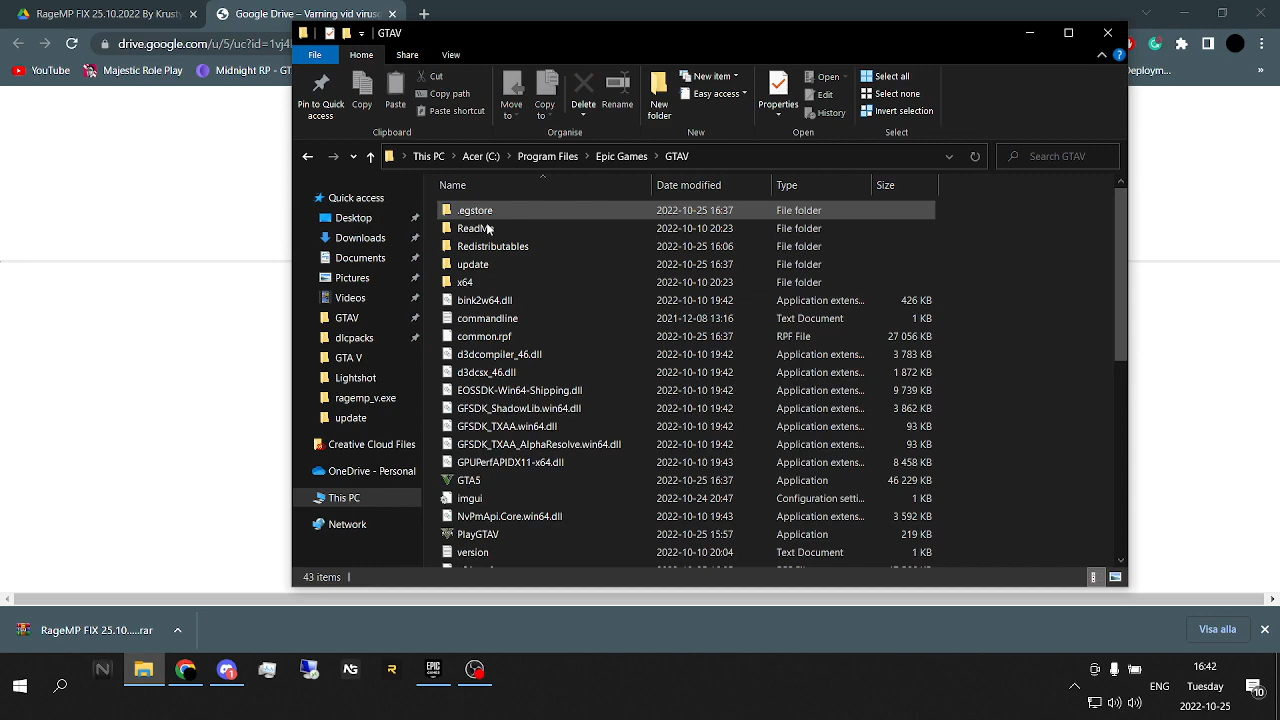 RageMP FIX 25.10.2022 By Krusty
Google Drive – Varning vid virusc
GTAV
drive.google.com/u/5/uc?id=1vj4l
YouTube
Majestic Role Play
Midnight RP - GT
Deploym...
»
File
Home
Share
View
Pin to Quick access
Copy
Paste
Cut
Copy path
Paste shortcut
Move to
Copy to
Delete
Rename
New folder
New item
Easy access
Properties
Open
Edit
History
Select all
Select none
Invert selection
Clipboard
Organise
New
Open
Select
This PC
Acer (C:)
Program Files
Epic Games
GTAV
Search GTAV
Name
Date modified
Type
Size
Quick access
Desktop
Downloads
Documents
Pictures
Videos
GTAV
dlcpacks
GTA V
Lightshot
ragemp_v.exe
update
Creative Cloud Files
OneDrive - Personal
This PC
Network
.egstore 2022-10-25 16:37 File folder
ReadMe 2022-10-10 20:23 File folder
Redistributables 2022-10-25 16:06 File folder
update 2022-10-25 16:37 File folder
x64 2022-10-10 20:23 File folder
bink2w64.dll 2022-10-10 19:42 Application extens... 426 KB
commandline 2021-12-08 13:16 Text Document 1 KB
common.rpf 2022-10-25 16:37 RPF File 27 056 KB
d3dcompiler_46.dll 2022-10-10 19:42 Application extens... 3 783 KB
d3dcsx_46.dll 2022-10-10 19:42 Application extens... 1 872 KB
EOSSDK-Win64-Shipping.dll 2022-10-10 19:42 Application extens... 9 739 KB
GFSDK_ShadowLib.win64.dll 2022-10-10 19:42 Application extens... 3 862 KB
GFSDK_TXAA.win64.dll 2022-10-10 19:42 Application extens... 93 KB
GFSDK_TXAA_AlphaResolve.win64.dll 2022-10-10 19:42 Application extens... 93 KB
GPUPerfAPIDX11-x64.dll 2022-10-10 19:43 Application extens... 8 458 KB
GTA5 2022-10-25 16:37 Application 46 229 KB
imgui 2022-10-24 20:47 Configuration setti... 1 KB
NvPmApi.Core.win64.dll 2022-10-10 19:43 Application extens... 3 592 KB
PlayGTAV 2022-10-25 15:57 Application 219 KB
version 2022-10-10 20:04 Text Document 1 KB
43 items
RageMP FIX 25.10.....rar
Visa alla
EPIC GAMES
ENG
16:42
Tuesday
2022-10-25
10